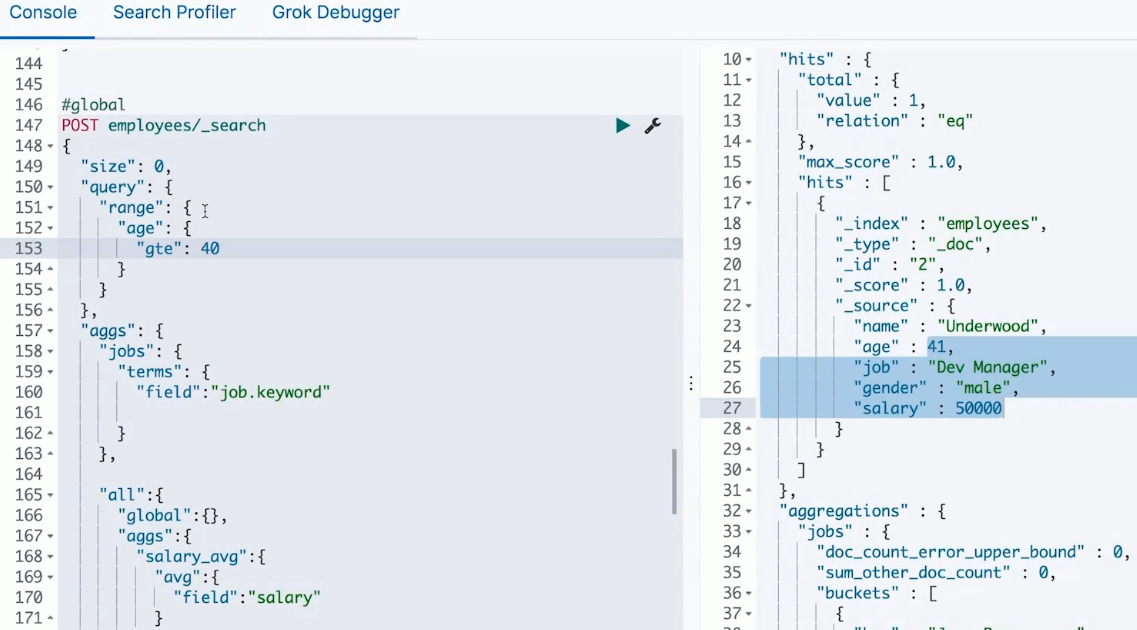 Console Search Profiler Grok Debugger
144
145
146 #global
147 POST employees/_search
148 {
149 "size": 0,
150 "query": {
151 "range": {
152 "age": {
153 "gte": 40
154 }
155 }
156 },
157 "aggs": {
158 "jobs": {
159 "terms": {
160 "field":"job.keyword"
161
162 }
163 },
164
165 "all":{
166 "global":{},
167 "aggs":{
168 "salary_avg":{
169 "avg":{
170 "field":"salary"
171 }
10 "hits" : {
11 "total" : {
12 "value" : 1,
13 "relation" : "eq"
14 },
15 "max_score" : 1.0,
16 "hits" : [
17 {
18 "_index" : "employees",
19 "_type" : "_doc",
20 "_id" : "2",
21 "_score" : 1.0,
22 "_source" : {
23 "name" : "Underwood",
24 "age" : 41,
25 "job" : "Dev Manager",
26 "gender" : "male",
27 "salary" : 50000
28 }
29 }
30 ]
31 },
32 "aggregations" : {
33 "jobs" : {
34 "doc_count_error_upper_bound" : 0,
35 "sum_other_doc_count" : 0,
36 "buckets" : [
37 {